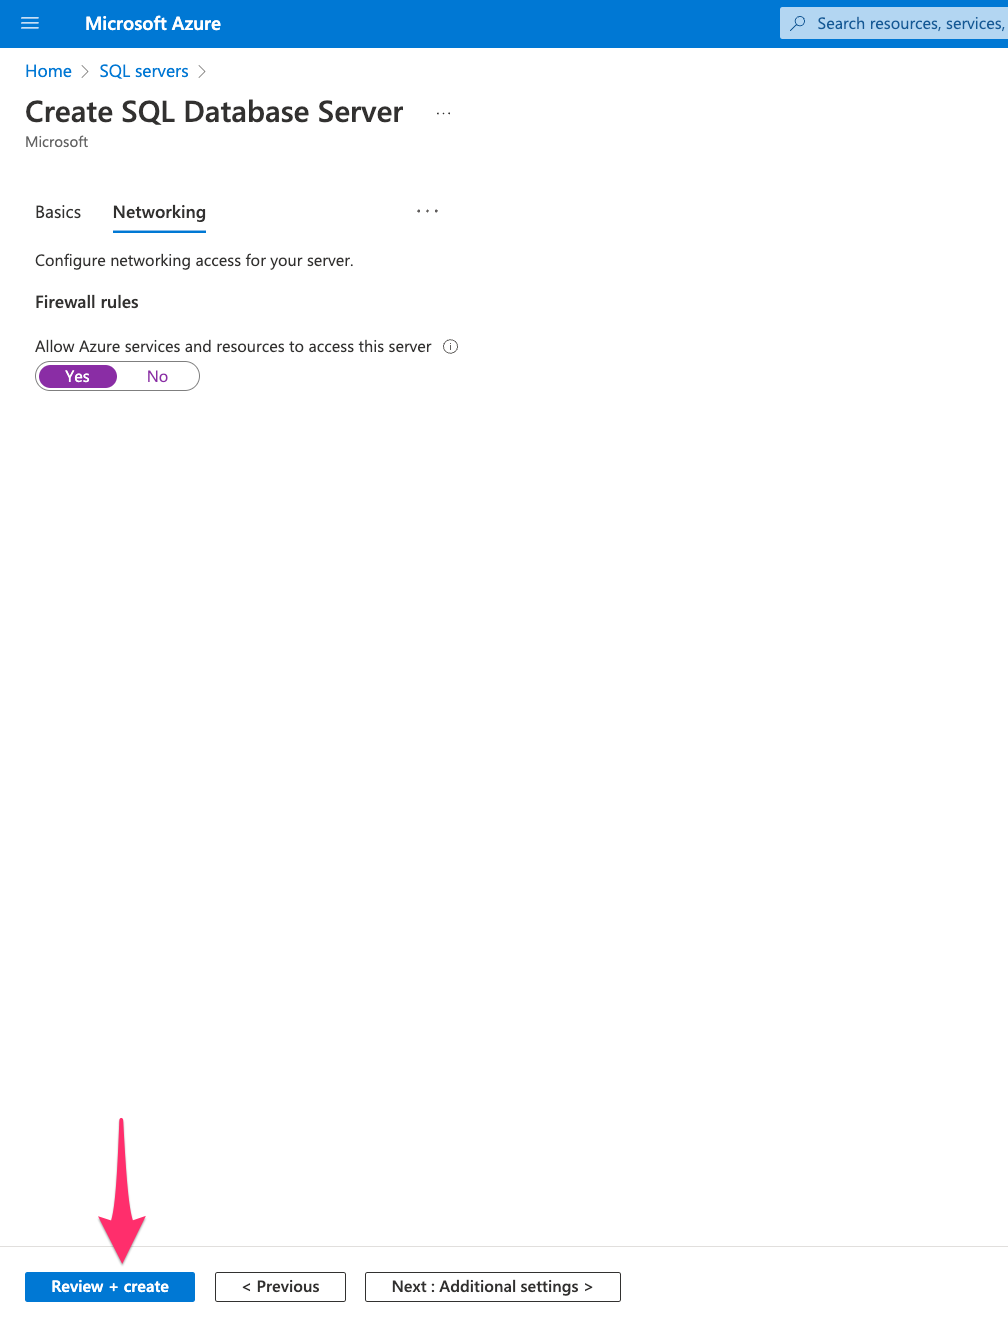 Microsoft Azure
Search resources, services,
Home > SQL servers >
Create SQL Database Server ...
Microsoft
Basics Networking ...
Configure networking access for your server.
Firewall rules
Allow Azure services and resources to access this server
Yes No
Review + create < Previous Next : Additional settings >